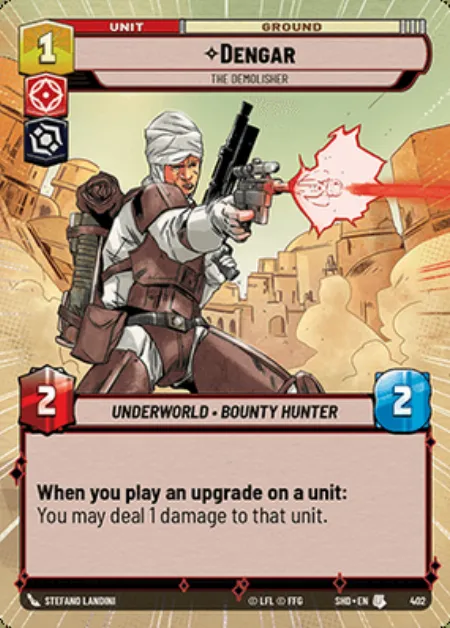 UNIT
GROUND
1
DENGAR
THE DEMOLISHER
2
UNDERWORLD • BOUNTY HUNTER
2
When you play an upgrade on a unit:
You may deal 1 damage to that unit.
STEFANO LANDINI
© LFL © FFG
SHD • EN
402